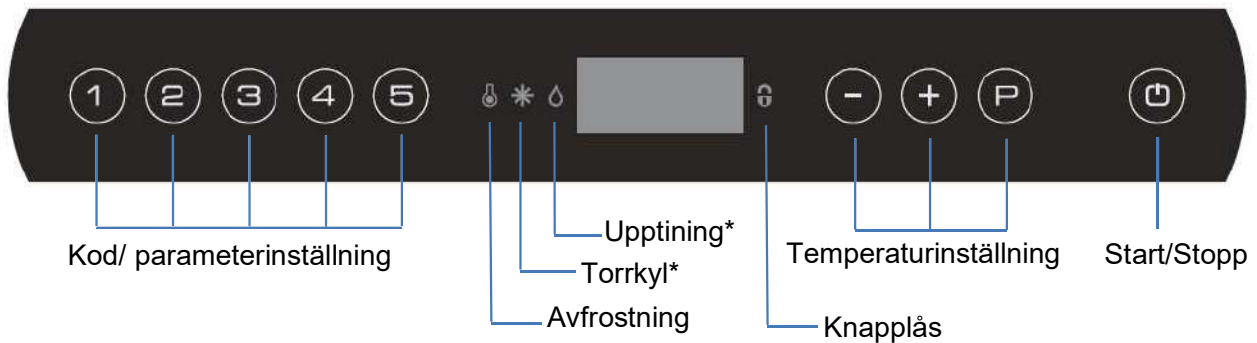 1 2 3 4 5 - + P
Kod/ parameterinställning
Upptining*
Torrkyl*
Avfrostning
Temperaturinställning
Knapplås
Start/Stopp